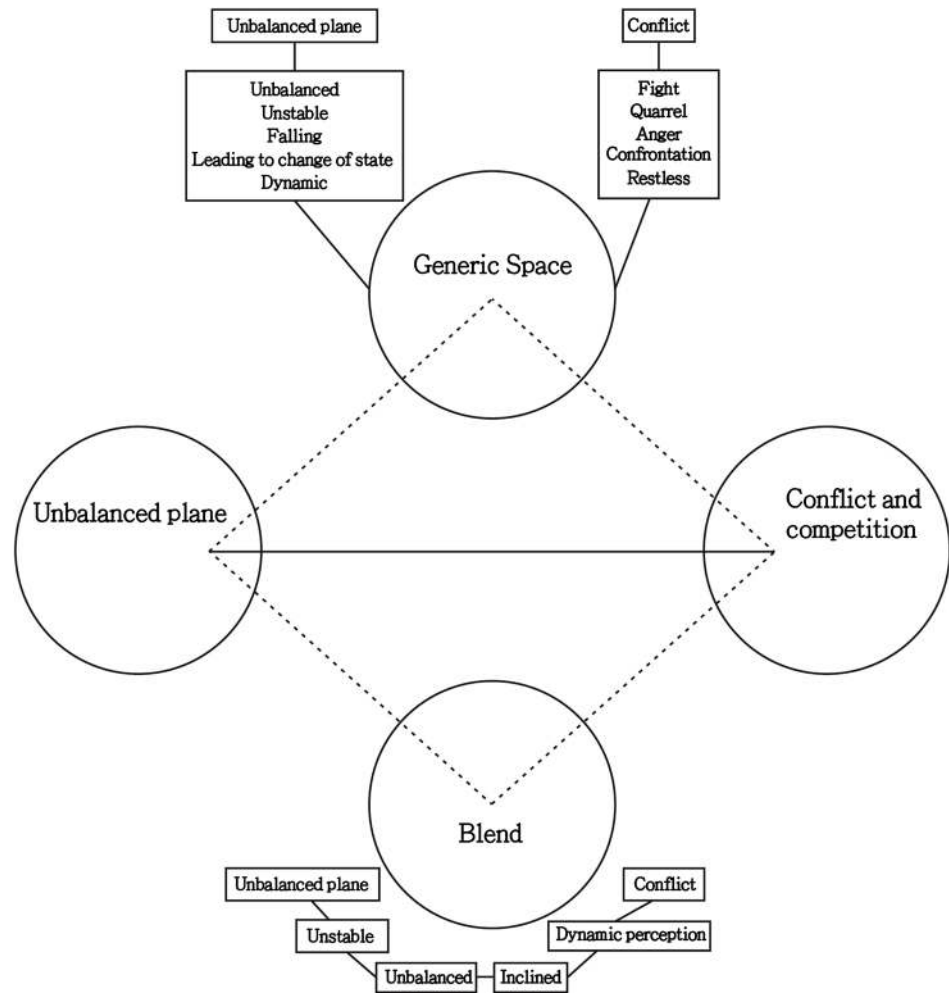 Unbalanced plane
Conflict
Unbalanced
Unstable
Falling
Leading to change of state
Dynamic
Fight
Quarrel
Anger
Confrontation
Restless
Generic Space
Unbalanced plane
Conflict and
competition
Blend
Unbalanced plane
Conflict
Unstable
Dynamic perception
Unbalanced
Inclined